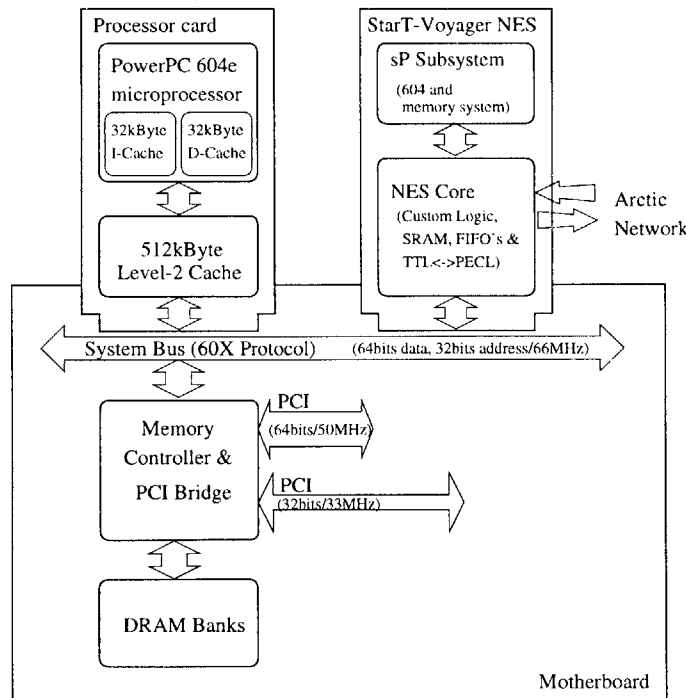 Processor card
PowerPC 604e
microprocessor
32kByte
I-Cache
32kByte
D-Cache
512kByte
Level-2 Cache
StarT-Voyager NES
sP Subsystem
(604 and
memory system)
NES Core
(Custom Logic,
SRAM, FIFO's &
TTL<->PECL)
Arctic
Network
System Bus (60X Protocol) (64bits data, 32bits address/66MHz)
Memory
Controller &
PCI Bridge
PCI
(64bits/50MHz)
PCI
(32bits/33MHz)
DRAM Banks
Motherboard